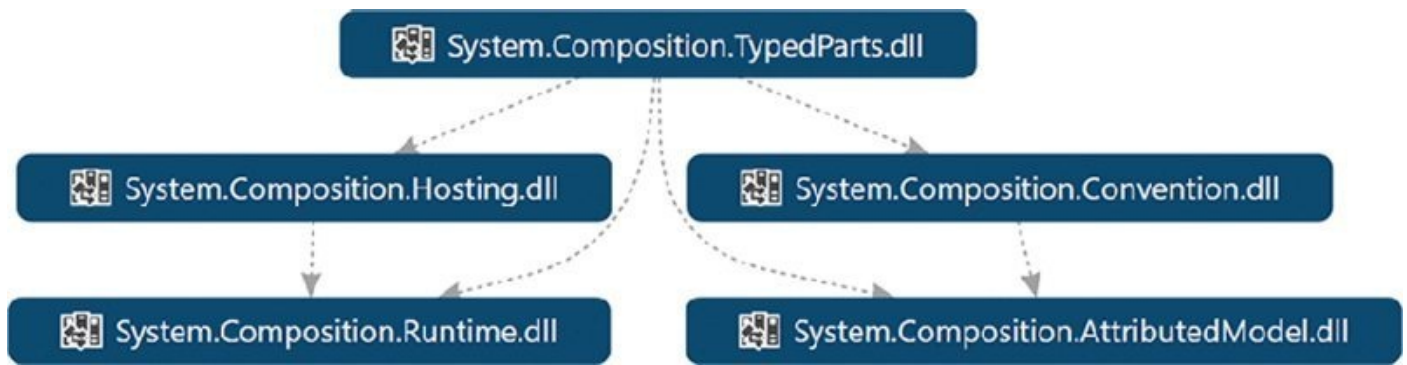 System.Composition.TypedParts.dll
System.Composition.Hosting.dll
System.Composition.Convention.dll
System.Composition.Runtime.dll
System.Composition.AttributedModel.dll